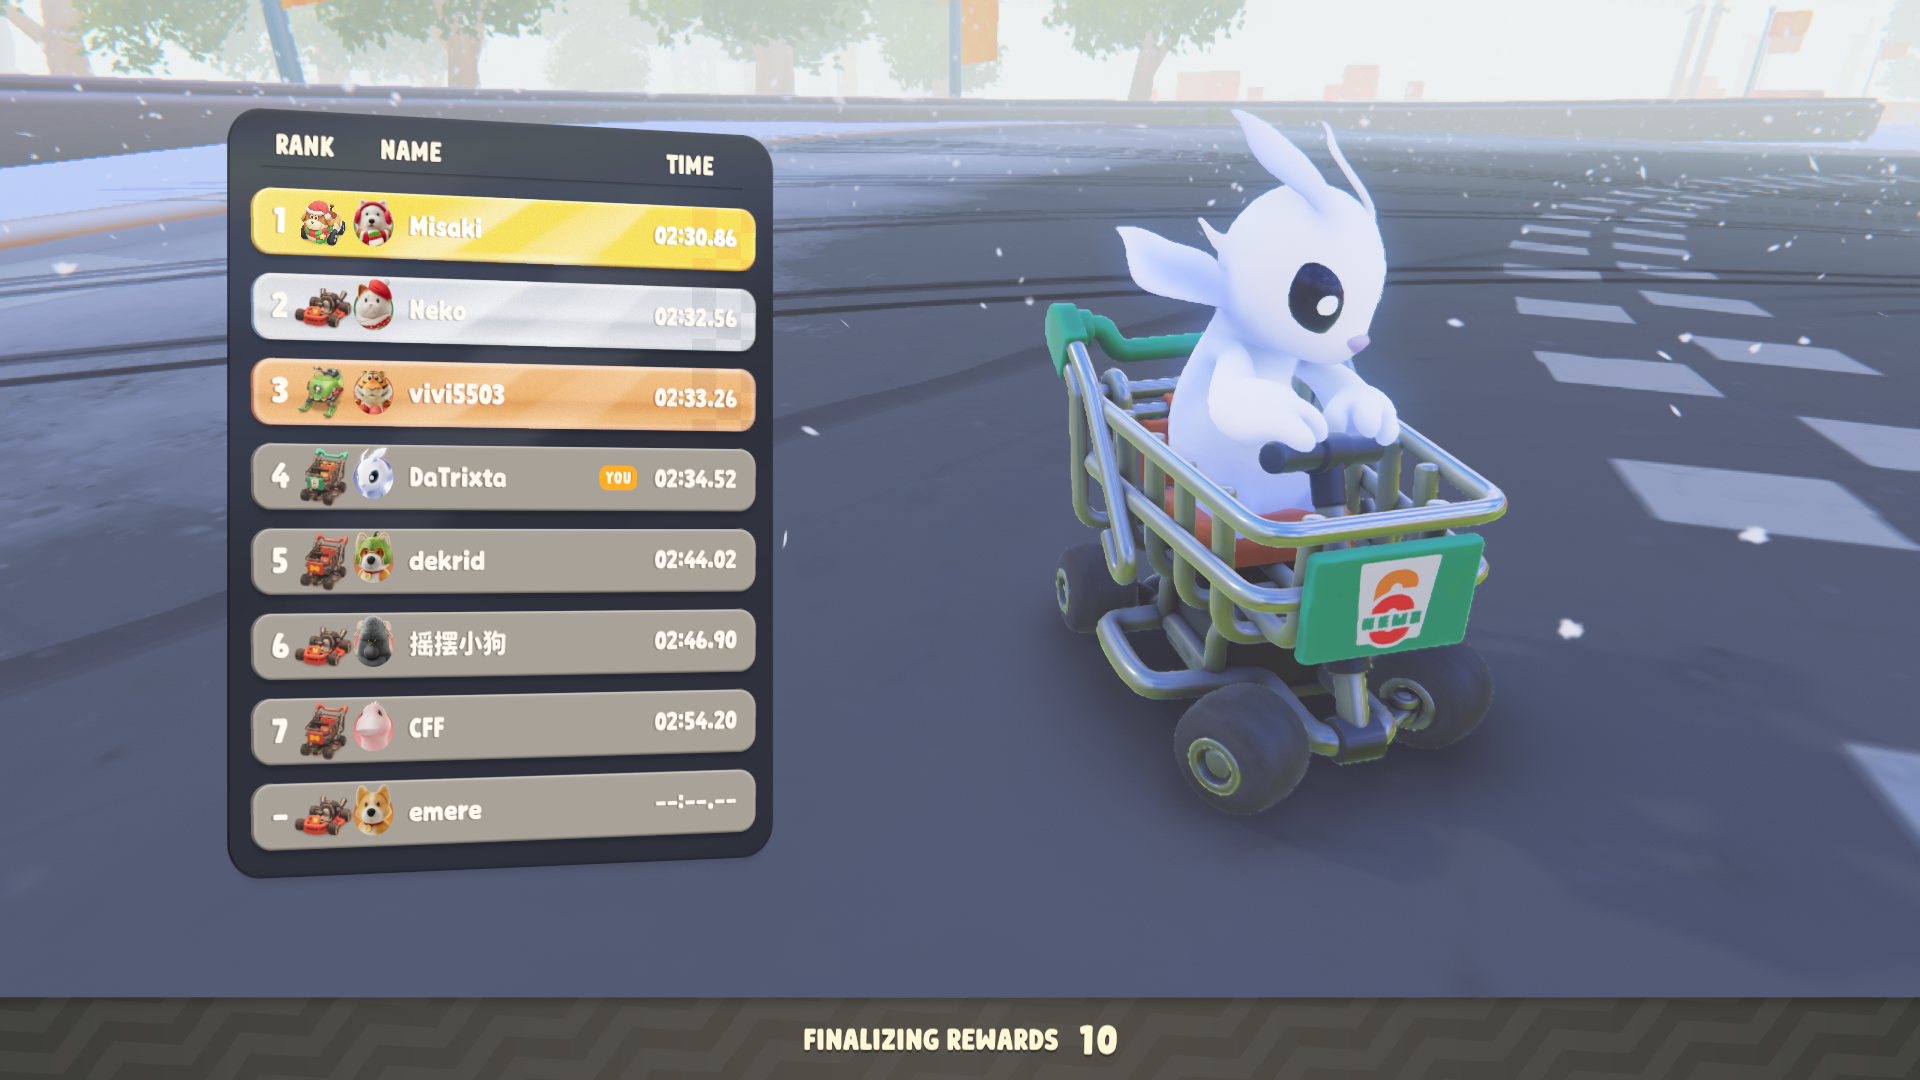 RANK NAME TIME
1 Misaki 02:30.86
2 Neko 02:32.56
3 vivi5503 02:33.26
4 DaTrixta YOU 02:34.52
5 dekrid 02:44.02
6 摇摆小狗 02:46.90
7 CFF 02:54.20
- emere --:--.--
NEMU
FINALIZING REWARDS 10